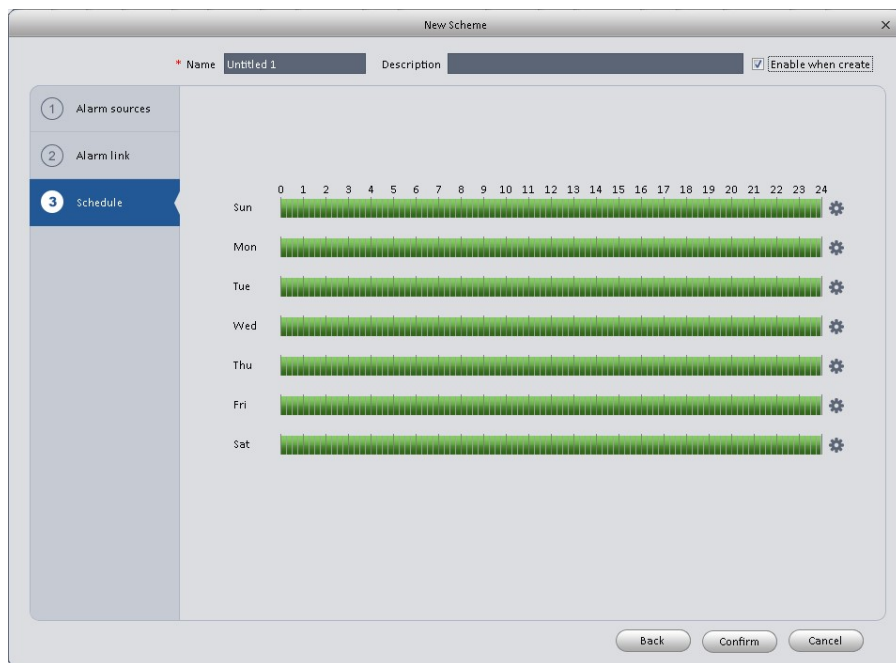 New Scheme
* Name Untitled 1 Description Enable when create
1 Alarm sources
2 Alarm link
3 Schedule
0 1 2 3 4 5 6 7 8 9 10 11 12 13 14 15 16 17 18 19 20 21 22 23 24
Sun
Mon
Tue
Wed
Thu
Fri
Sat
Back Confirm Cancel